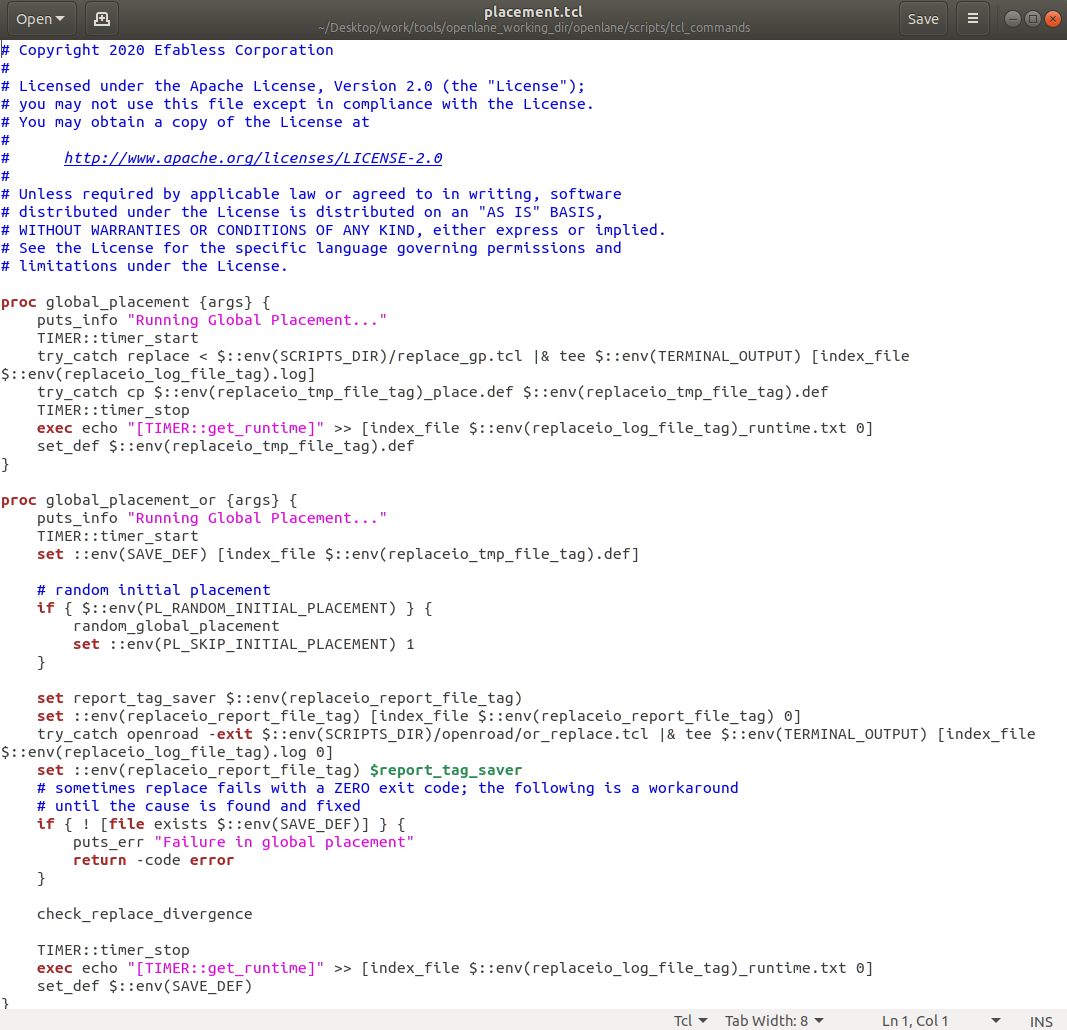 Open
placement.tcl
~/Desktop/work/tools/openlane_working_dir/openlane/scripts/tcl_commands
Save
# Copyright 2020 Efabless Corporation
#
# Licensed under the Apache License, Version 2.0 (the "License");
# you may not use this file except in compliance with the License.
# You may obtain a copy of the License at
#
#      http://www.apache.org/licenses/LICENSE-2.0
#
# Unless required by applicable law or agreed to in writing, software
# distributed under the License is distributed on an "AS IS" BASIS,
# WITHOUT WARRANTIES OR CONDITIONS OF ANY KIND, either express or implied.
# See the License for the specific language governing permissions and
# limitations under the License.

proc global_placement {args} {
    puts_info "Running Global Placement..."
    TIMER::timer_start
    try_catch replace < $::env(SCRIPTS_DIR)/replace_gp.tcl |& tee $::env(TERMINAL_OUTPUT) [index_file
$::env(replaceio_log_file_tag).log]
    try_catch cp $::env(replaceio_tmp_file_tag)_place.def $::env(replaceio_tmp_file_tag).def
    TIMER::timer_stop
    exec echo "[TIMER::get_runtime]" >> [index_file $::env(replaceio_log_file_tag)_runtime.txt 0]
    set_def $::env(replaceio_tmp_file_tag).def
}

proc global_placement_or {args} {
    puts_info "Running Global Placement..."
    TIMER::timer_start
    set ::env(SAVE_DEF) [index_file $::env(replaceio_tmp_file_tag).def]

    # random initial placement
    if { $::env(PL_RANDOM_INITIAL_PLACEMENT) } {
        random_global_placement
        set ::env(PL_SKIP_INITIAL_PLACEMENT) 1
    }

    set report_tag_saver $::env(replaceio_report_file_tag)
    set ::env(replaceio_report_file_tag) [index_file $::env(replaceio_report_file_tag) 0]
    try_catch openroad -exit $::env(SCRIPTS_DIR)/openroad/or_replace.tcl |& tee $::env(TERMINAL_OUTPUT) [index_file
$::env(replaceio_log_file_tag).log 0]
    set ::env(replaceio_report_file_tag) $report_tag_saver
    # sometimes replace fails with a ZERO exit code; the following is a workaround
    # until the cause is found and fixed
    if { ! [file exists $::env(SAVE_DEF)] } {
        puts_err "Failure in global placement"
        return -code error
    }

    check_replace_divergence

    TIMER::timer_stop
    exec echo "[TIMER::get_runtime]" >> [index_file $::env(replaceio_log_file_tag)_runtime.txt 0]
    set_def $::env(SAVE_DEF)
}
Tcl
Tab Width: 8
Ln 1, Col 1
INS